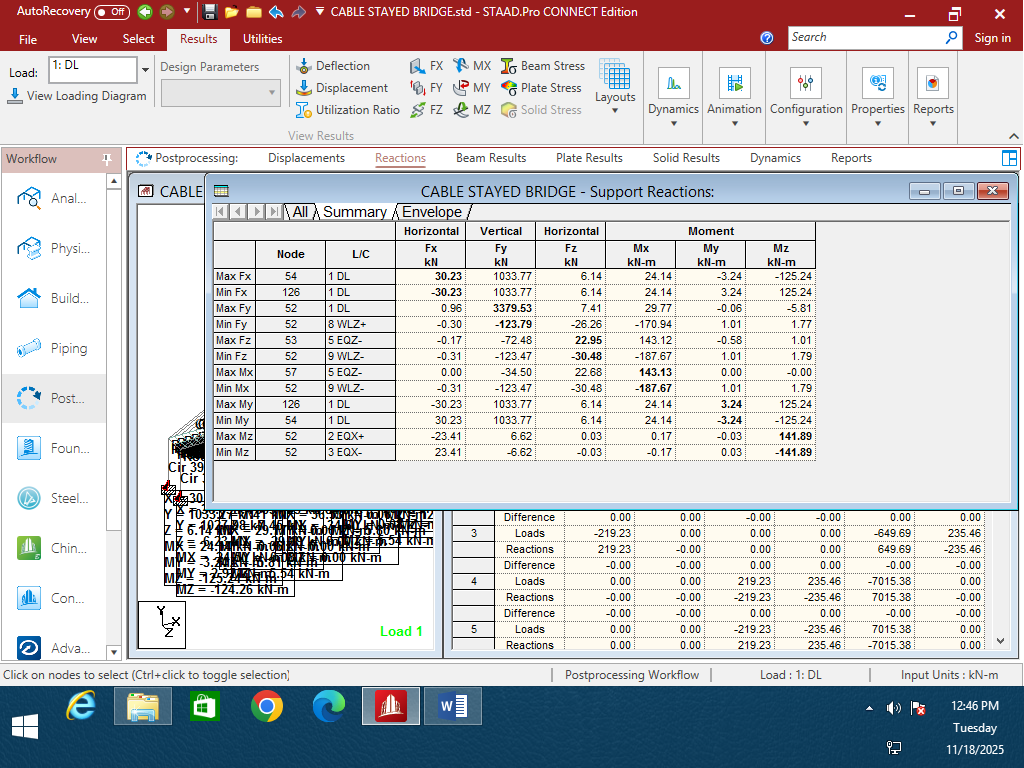 AutoRecovery Off CABLE STAYED BRIDGE.std - STAAD.Pro CONNECT Edition
File View Select Results Utilities Search Sign in
Load: 1: DL
View Loading Diagram
Design Parameters
Deflection FX MX Beam Stress
Displacement FY MY Plate Stress
Utilization Ratio FZ MZ Solid Stress
View Results
Layouts Dynamics Animation Configuration Properties Reports
Workflow
Postprocessing: Displacements Reactions Beam Results Plate Results Solid Results Dynamics Reports
Anal...
Physi...
Build...
Piping
Post...
Foun...
Steel...
Chin...
Con...
Adva...
CABLE
CABLE STAYED BRIDGE - Support Reactions:
All Summary Envelope
Horizontal Vertical Horizontal Moment
Node L/C Fx kN Fy kN Fz kN Mx kN-m My kN-m Mz kN-m
Max Fx 54 1 DL 30.23 1033.77 6.14 24.14 -3.24 -125.24
Min Fx 126 1 DL -30.23 1033.77 6.14 24.14 3.24 125.24
Max Fy 52 1 DL 0.96 3379.53 7.41 29.77 -0.06 -5.81
Min Fy 52 8 WLZ+ -0.30 -123.79 -26.26 -170.94 1.01 1.77
Max Fz 53 5 EQZ- -0.17 -72.48 22.95 143.12 -0.58 1.01
Min Fz 52 9 WLZ- -0.31 -123.47 -30.48 -187.67 1.01 1.79
Max Mx 57 5 EQZ- 0.00 -34.50 22.68 143.13 0.00 -0.00
Min Mx 52 9 WLZ- -0.31 -123.47 -30.48 -187.67 1.01 1.79
Max My 126 1 DL -30.23 1033.77 6.14 24.14 3.24 125.24
Min My 54 1 DL 30.23 1033.77 6.14 24.14 -3.24 -125.24
Max Mz 52 2 EQX+ -23.41 6.62 0.03 0.17 -0.03 141.89
Min Mz 52 3 EQX- 23.41 -6.62 -0.03 -0.17 0.03 -141.89
Cir 39
Cir
MZ = -124.26 kN-m
Y
X
Z
Load 1
Difference 0.00 0.00 -0.00 -0.00 0.00 0.00
3 Loads -219.23 0.00 0.00 0.00 -649.69 235.46
Reactions 219.23 -0.00 0.00 0.00 649.69 -235.46
Difference -0.00 -0.00 0.00 0.00 -0.00 0.00
4 Loads 0.00 0.00 219.23 235.46 -7015.38 0.00
Reactions -0.00 -0.00 -219.23 -235.46 7015.38 -0.00
Difference -0.00 -0.00 0.00 -0.00 -0.00 -0.00
5 Loads 0.00 0.00 -219.23 -235.46 7015.38 0.00
Reactions 0.00 0.00 219.23 235.46 -7015.38 0.00
Click on nodes to select (Ctrl+click to toggle selection) Postprocessing Workflow Load : 1: DL Input Units : kN-m
12:46 PM
Tuesday
11/18/2025